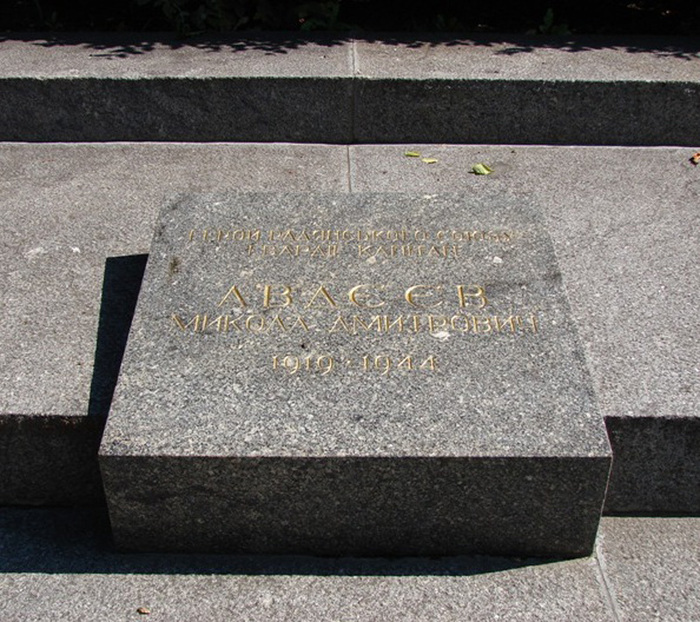 ГЕРОЙ РАДЯНСЬКОГО СОЮЗУ
ГВАРДІЇ КАПІТАН
АВДЄЄВ
МИКОЛА ДМИТРОВИЧ
1919 · 1944